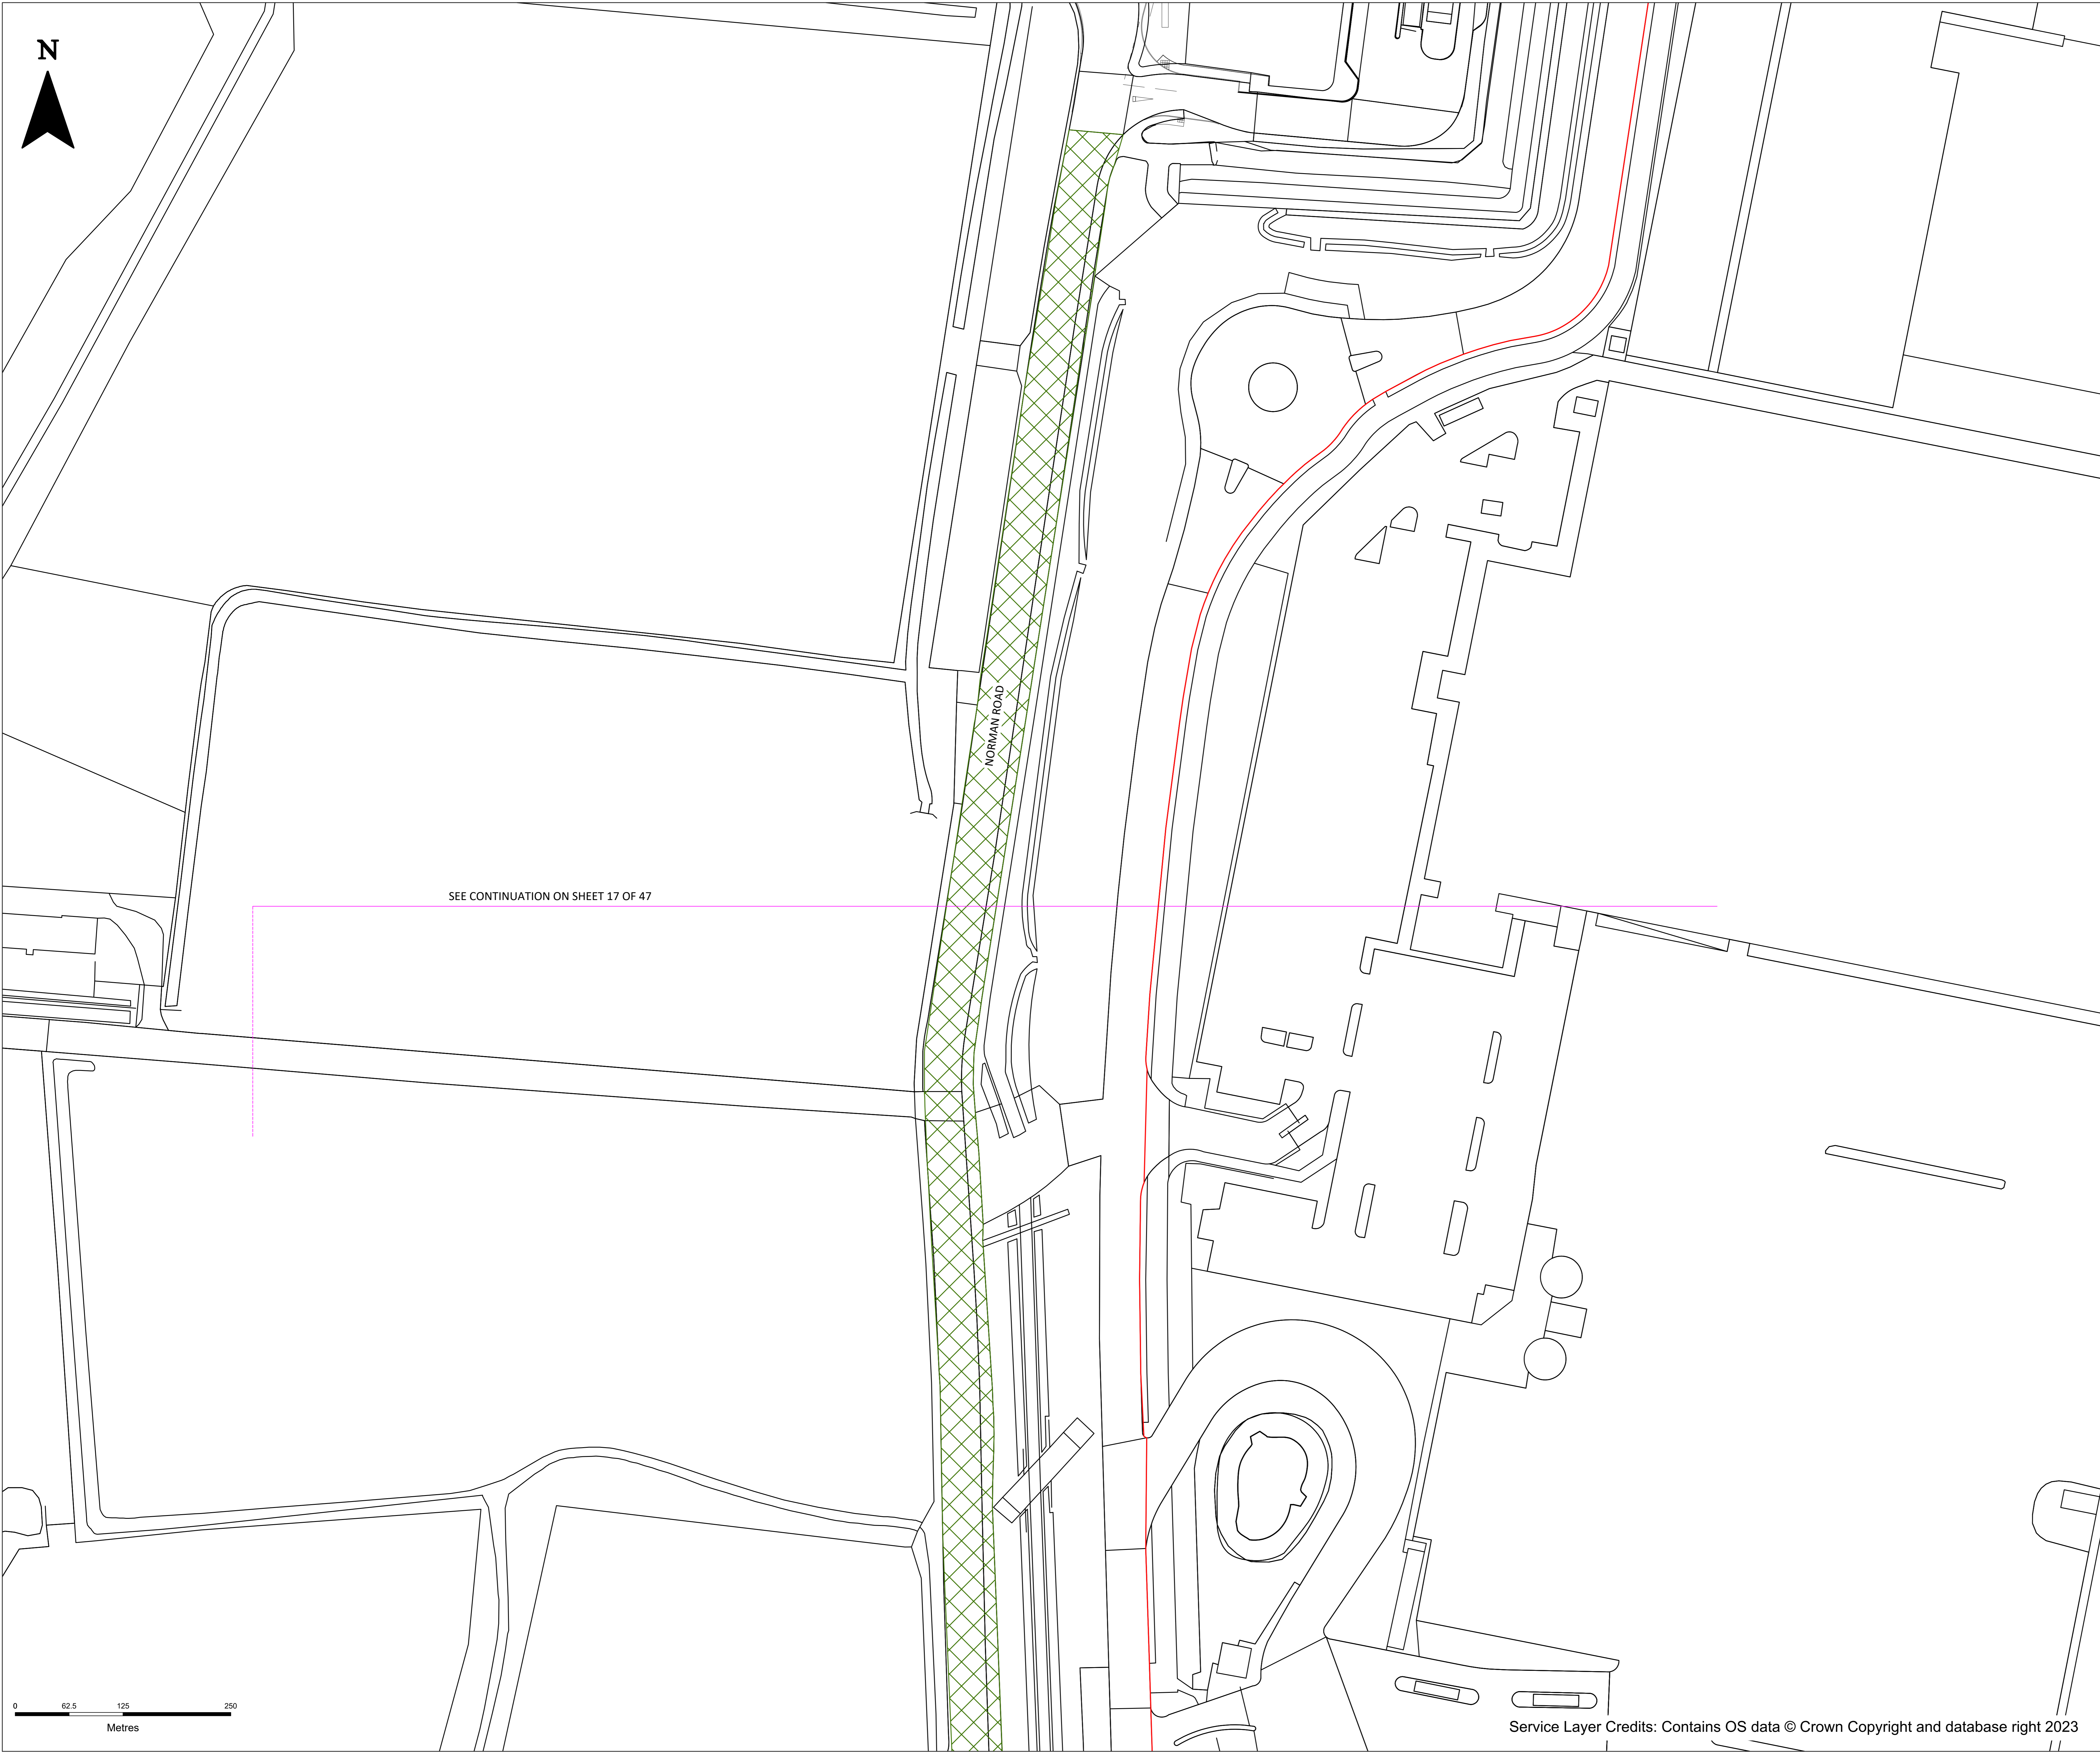 N
NORMAN ROAD
SEE CONTINUATION ON SHEET 17 OF 47
0 62.5 125 250
Metres
Service Layer Credits: Contains OS data © Crown Copyright and database right 2023